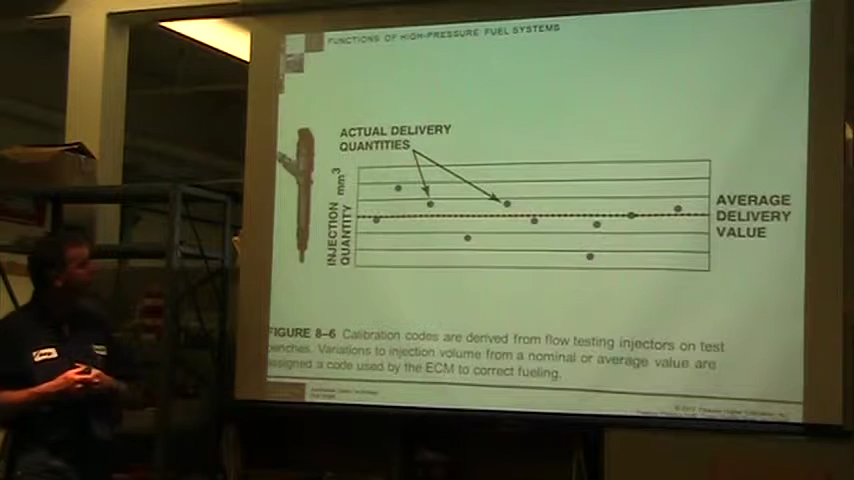 FUNCTIONS OF HIGH-PRESSURE FUEL SYSTEMS
ACTUAL DELIVERY
QUANTITIES
INJECTION
QUANTITY mm3
AVERAGE
DELIVERY
VALUE
FIGURE 8–6 Calibration codes are derived from flow testing injectors on test
benches. Variations to injection volume from a nominal or average value are
assigned a code used by the ECM to correct fueling.